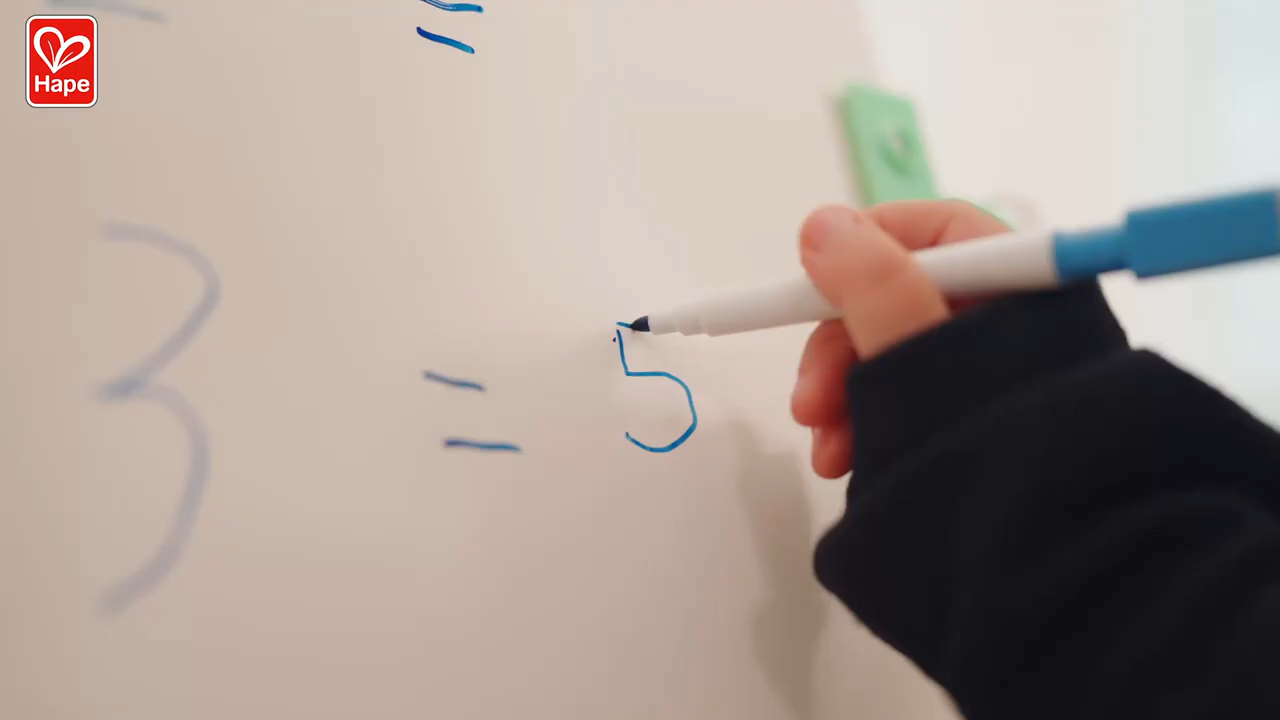 Hape
=
3 = 5